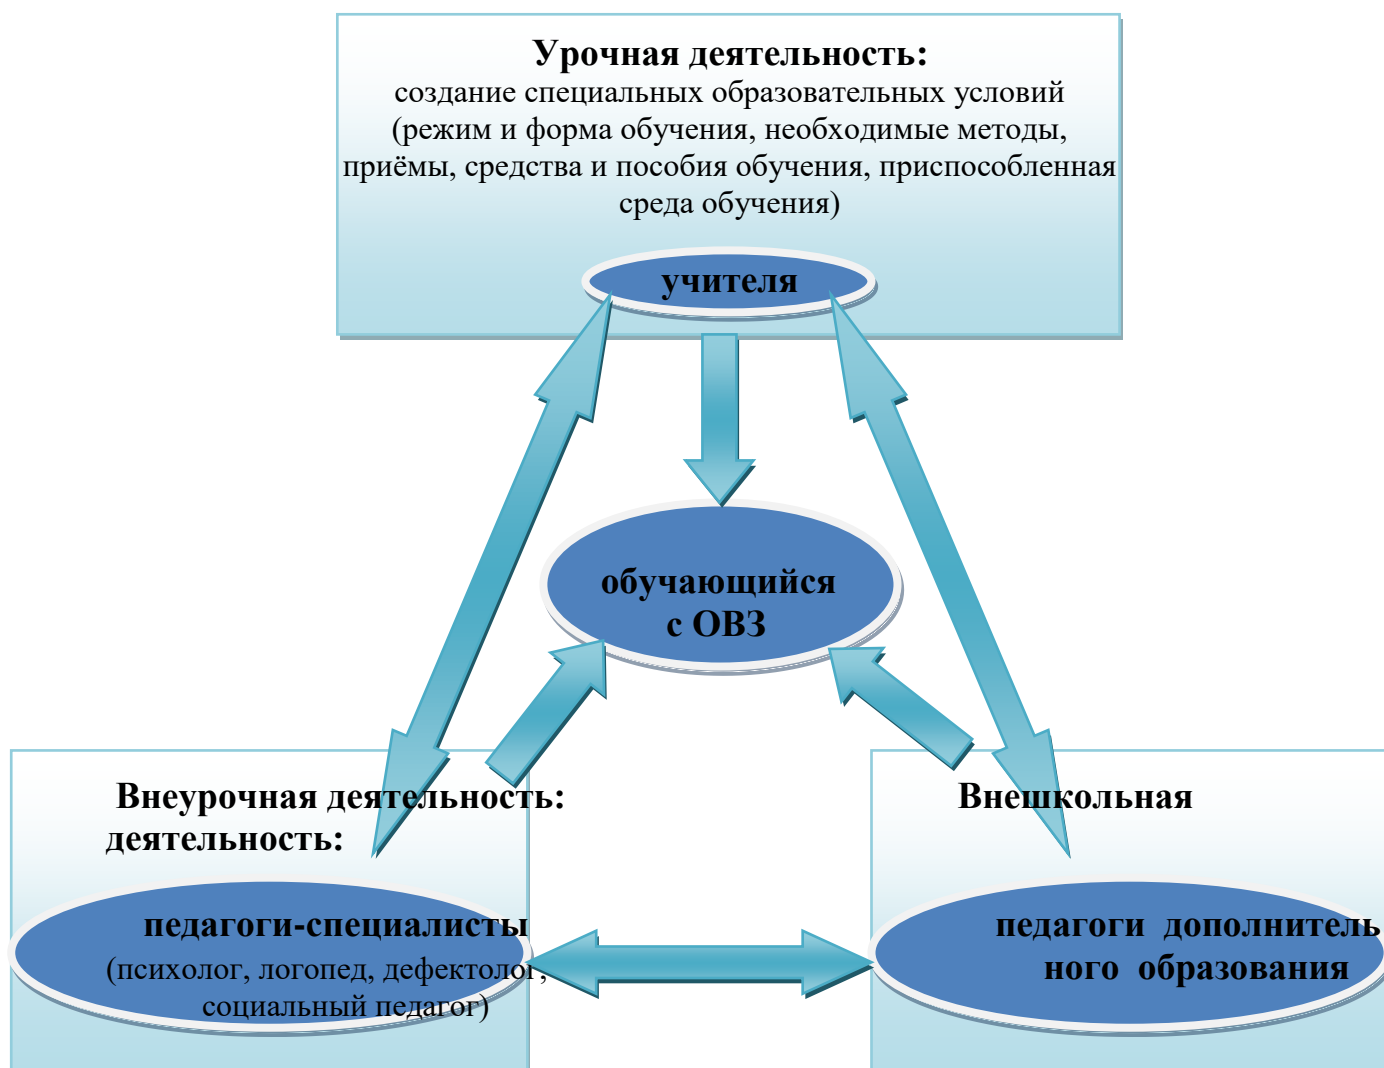 Урочная деятельность:
создание специальных образовательных условий
(режим и форма обучения, необходимые методы,
приёмы, средства и пособия обучения, приспособленная
среда обучения)
учителя
обучающийся
с ОВЗ
Внеурочная деятельность:
деятельность:
педагоги-специалисты
(психолог, логопед, дефектолог,
социальный педагог)
Внешкольная
педагоги дополнитель
ного образования